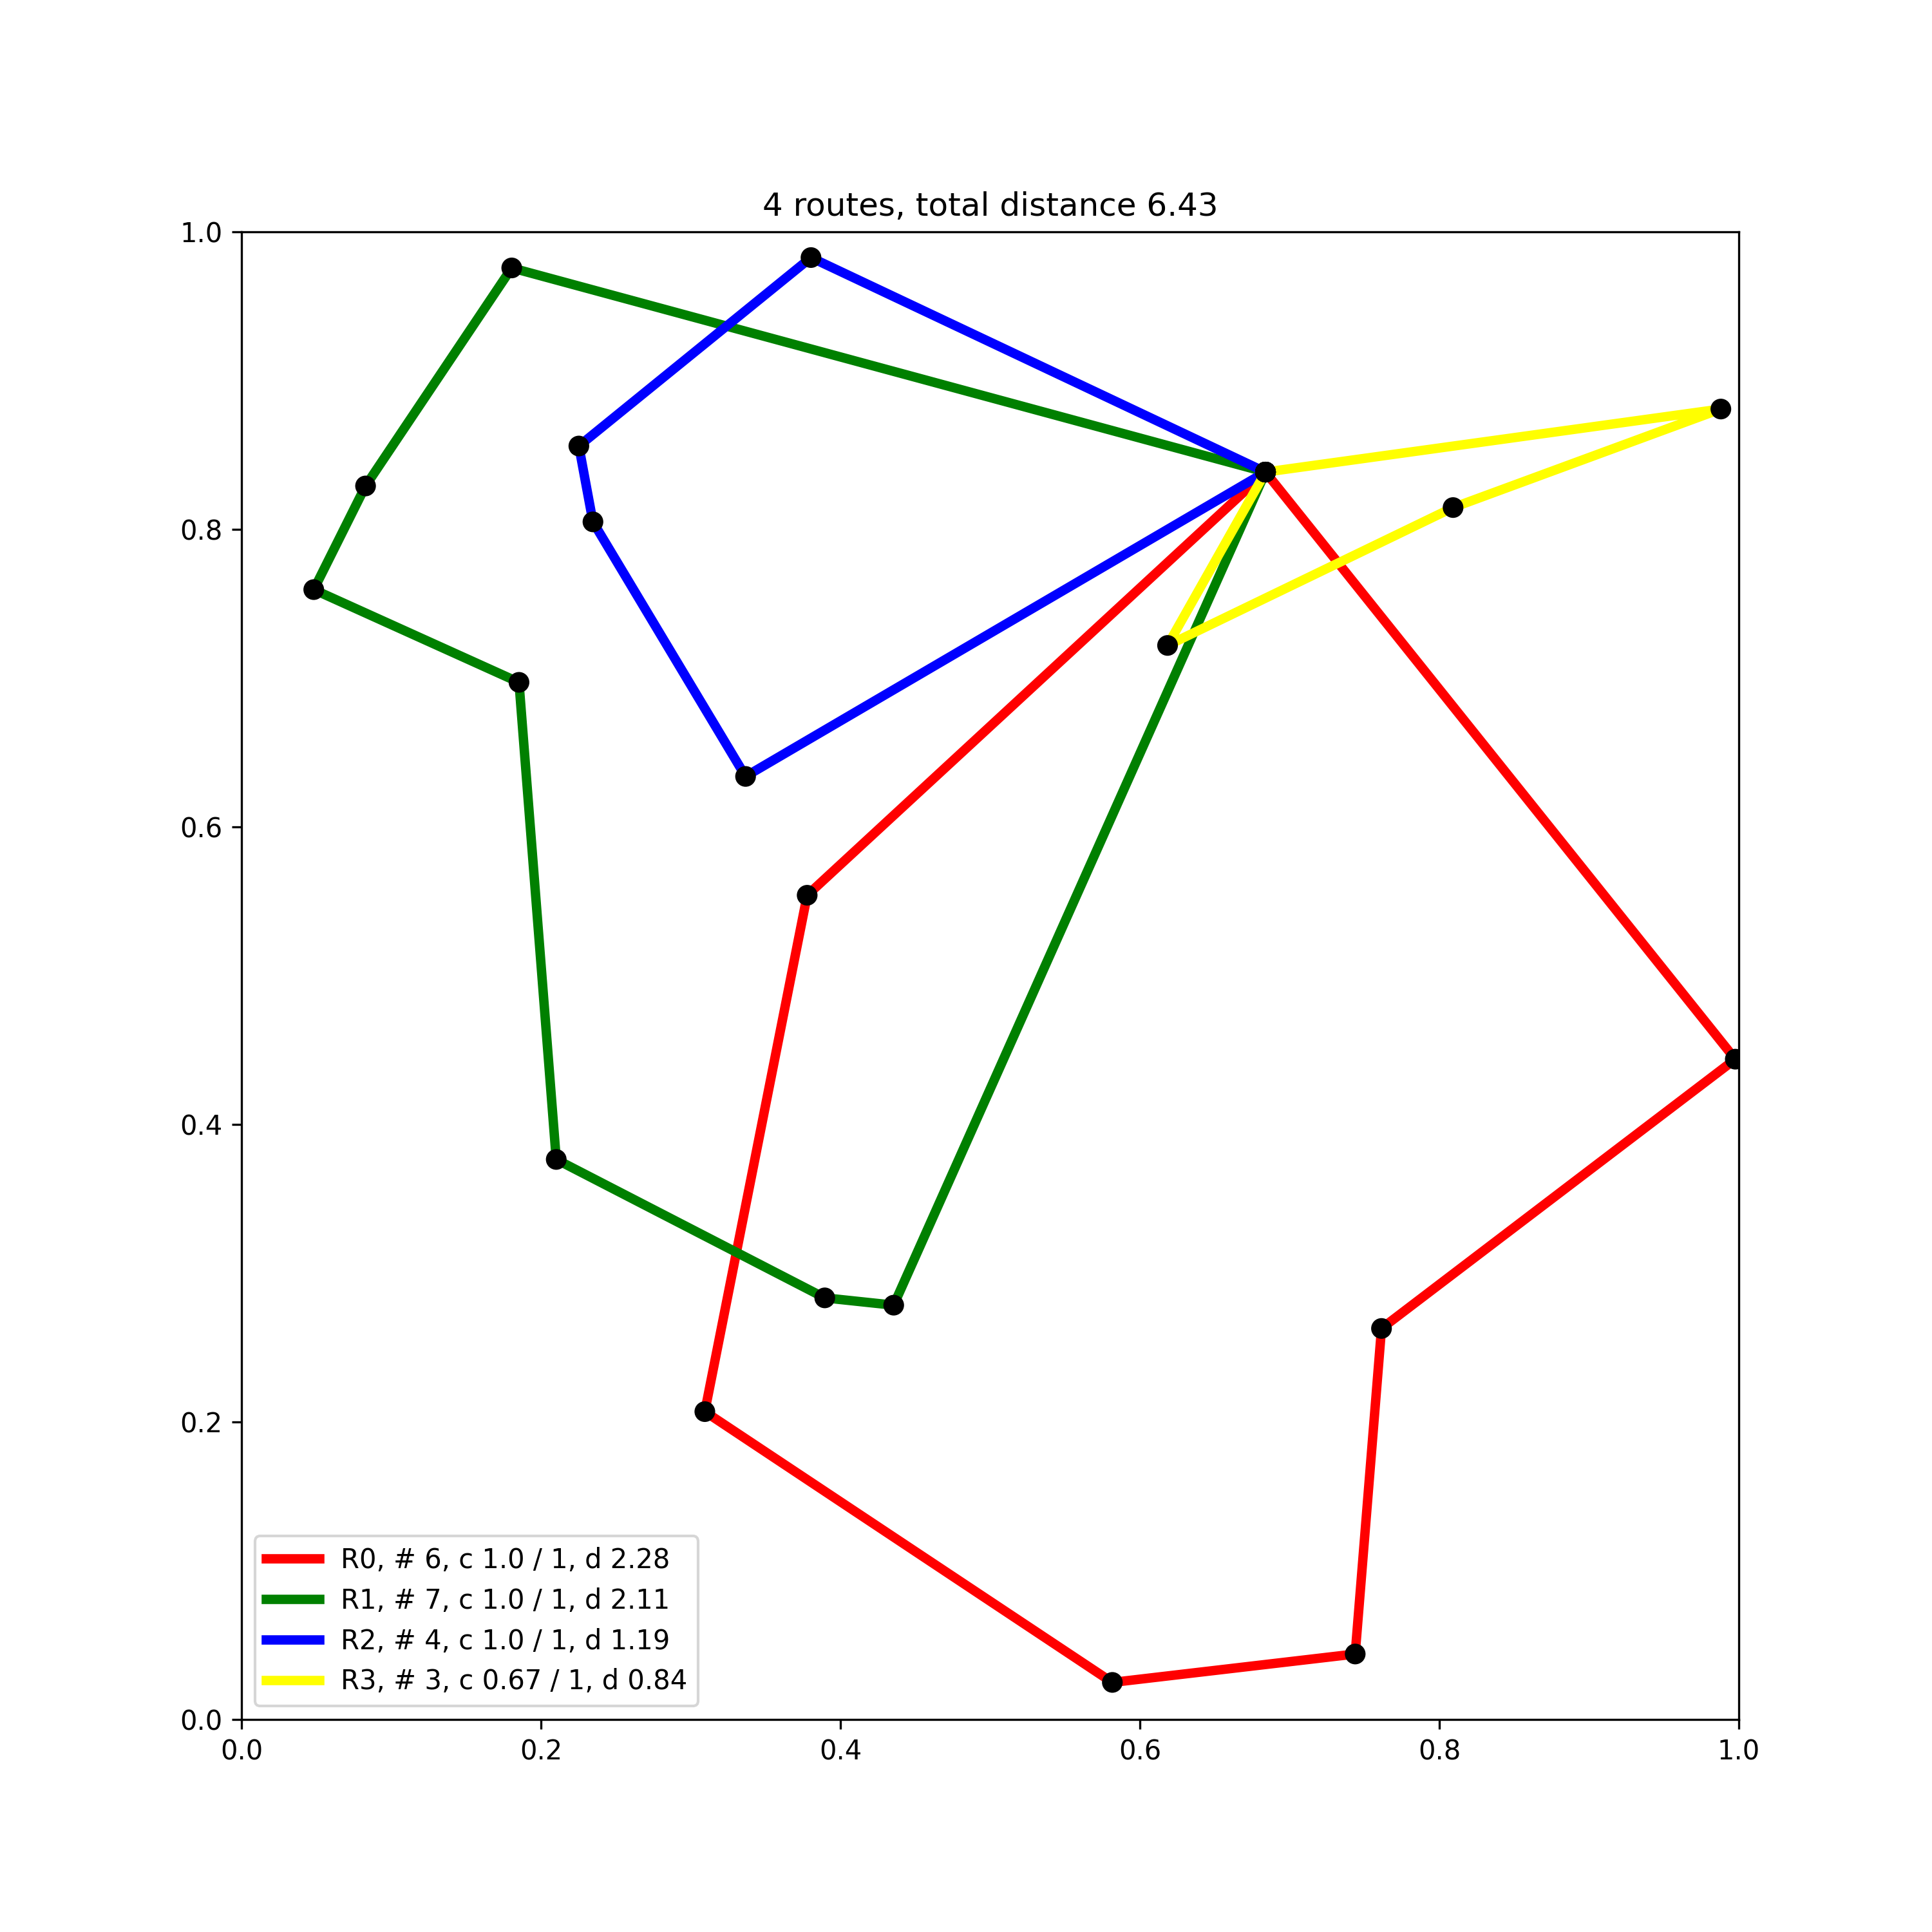 4 routes, total distance 6.43
1.0
0.8
0.6
0.4
0.2
0.0
R0, # 6, c 1.0 / 1, d 2.28
R1, # 7, c 1.0 / 1, d 2.11
R2, # 4, c 1.0 / 1, d 1.19
R3, # 3, c 0.67 / 1, d 0.84
0.0 0.2 0.4 0.6 0.8 1.0